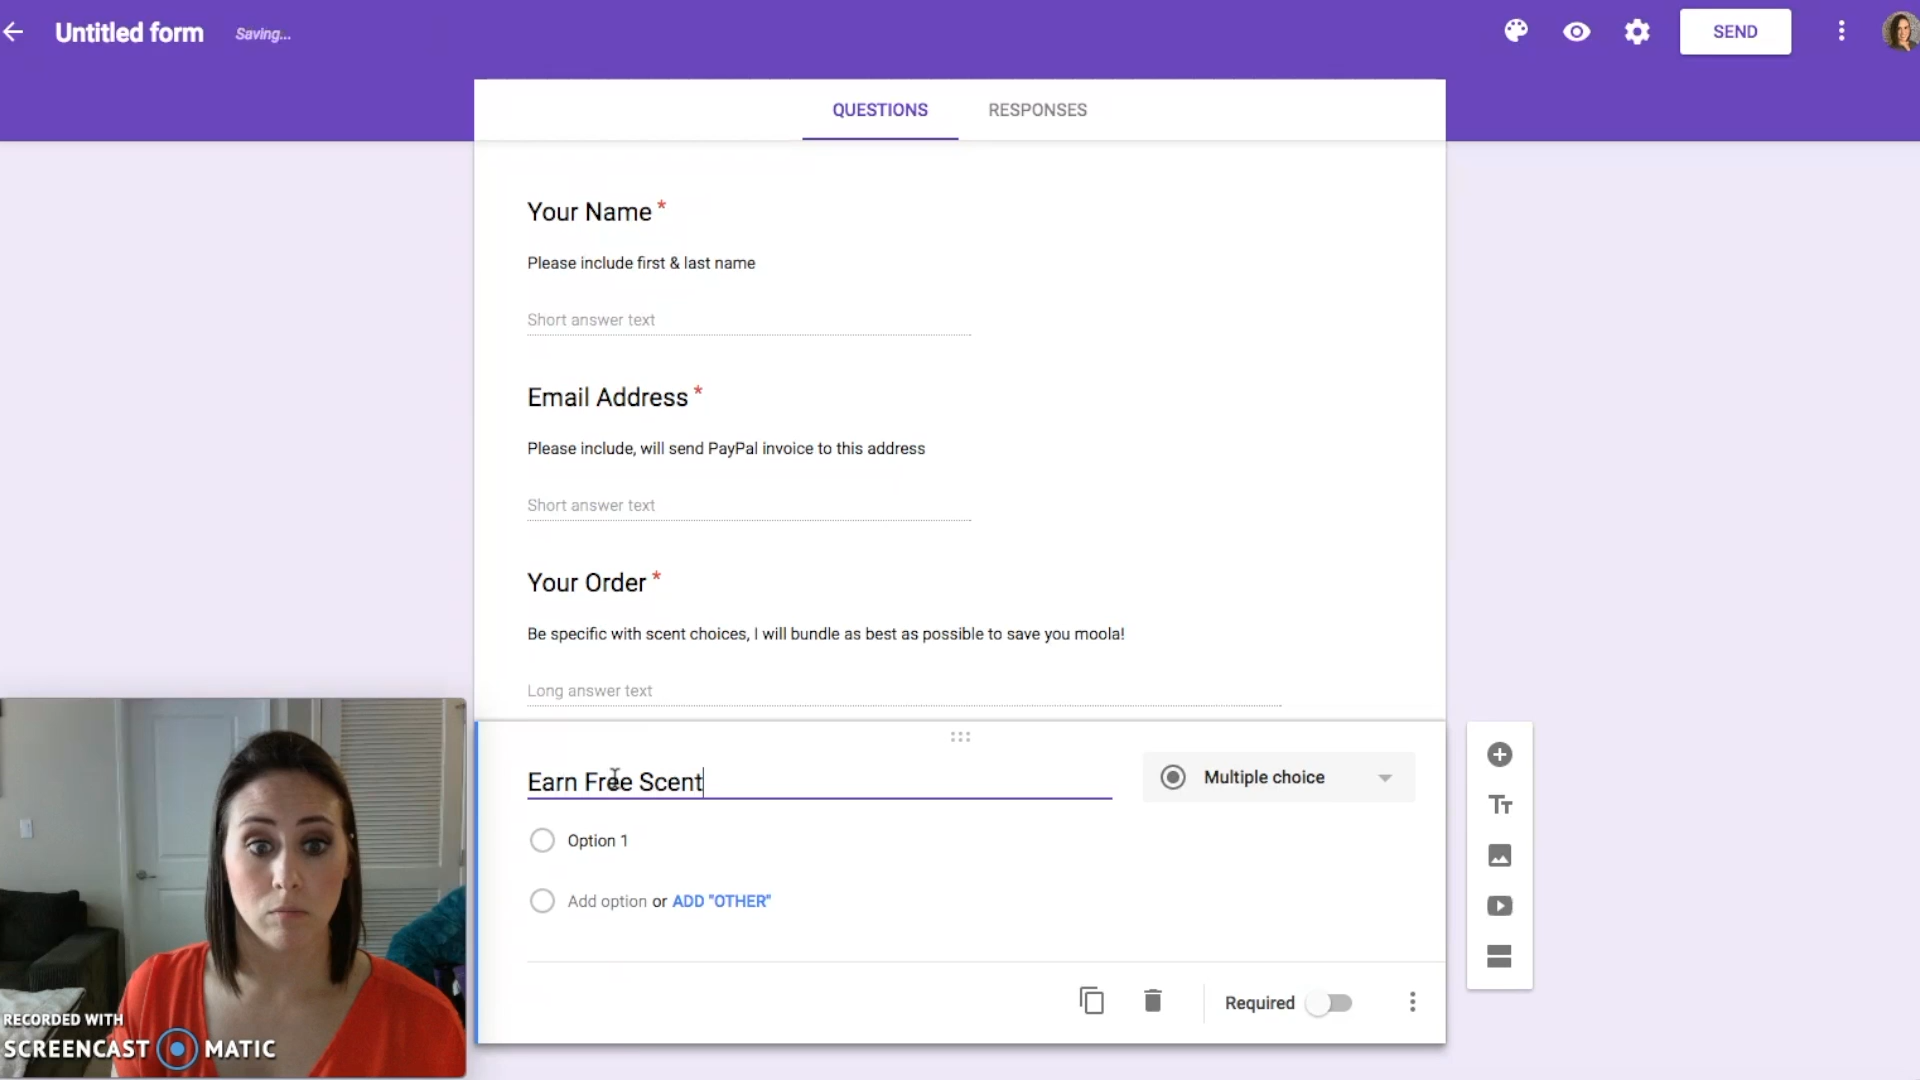 Untitled form
Saving...
SEND
QUESTIONS
RESPONSES
Your Name *
Please include first & last name
Short answer text
Email Address *
Please include, will send PayPal invoice to this address
Short answer text
Your Order *
Be specific with scent choices, I will bundle as best as possible to save you moola!
Long answer text
Earn Free Scent
Multiple choice
Option 1
Add option or ADD "OTHER"
Required
RECORDED WITH
SCREENCAST MATIC